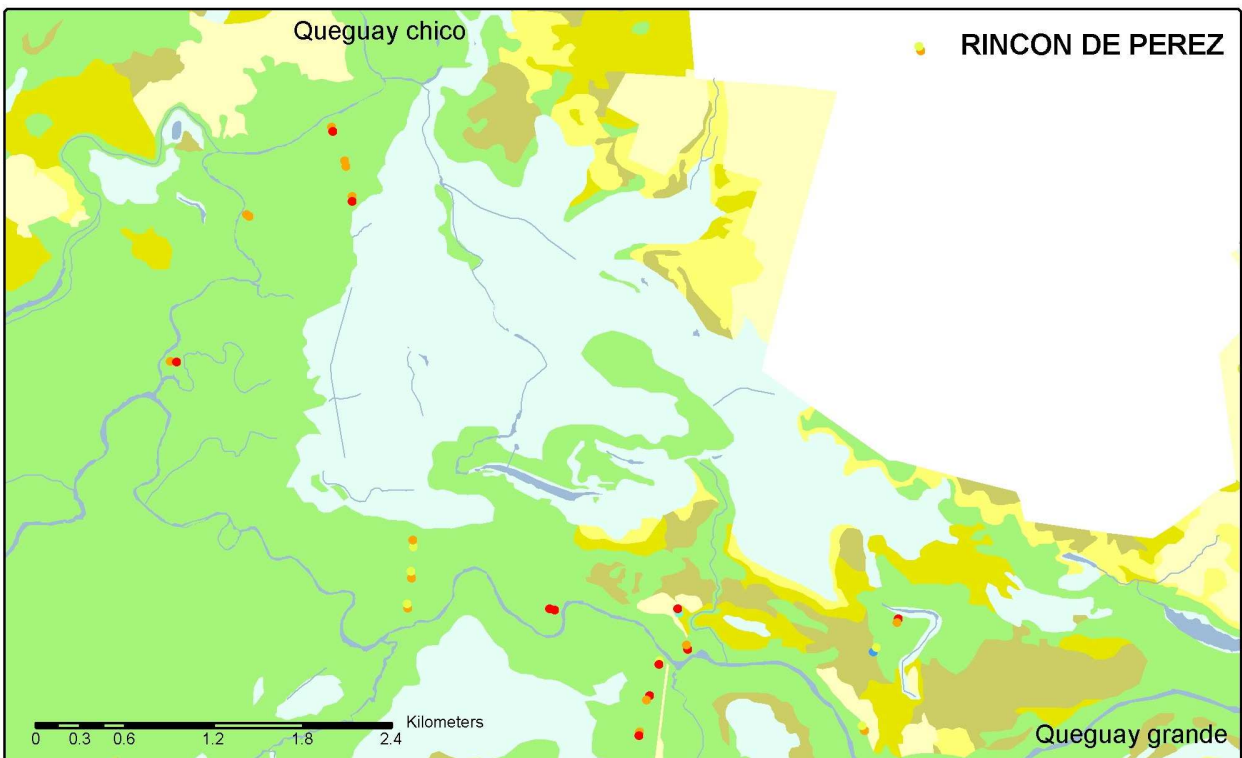 Queguay chico
RINCON DE PEREZ
Kilometers
0 0.3 0.6 1.2 1.8 2.4
Queguay grande